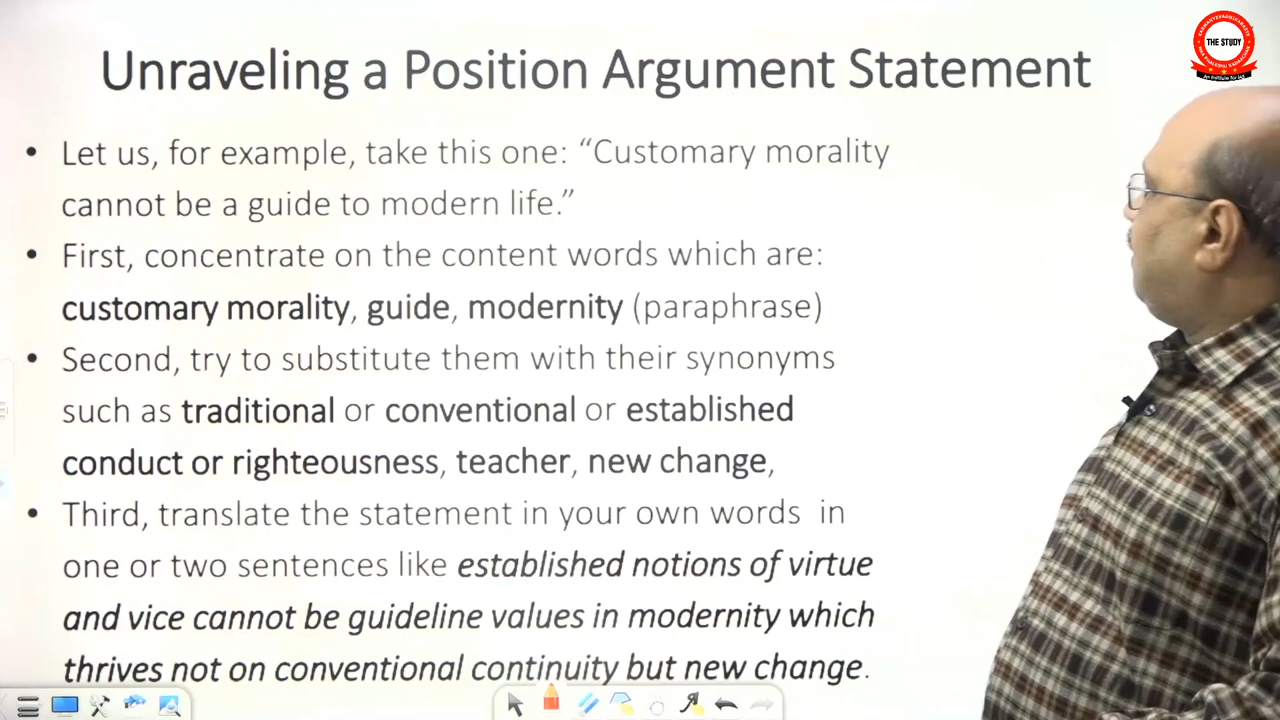 Unraveling a Position Argument Statement
• Let us, for example, take this one: “Customary morality
cannot be a guide to modern life.”
• First, concentrate on the content words which are:
customary morality, guide, modernity (paraphrase)
• Second, try to substitute them with their synonyms
such as traditional or conventional or established
conduct or righteousness, teacher, new change,
• Third, translate the statement in your own words in
one or two sentences like established notions of virtue
and vice cannot be guideline values in modernity which
thrives not on conventional continuity but new change.
THE STUDY
An Institute for IAS